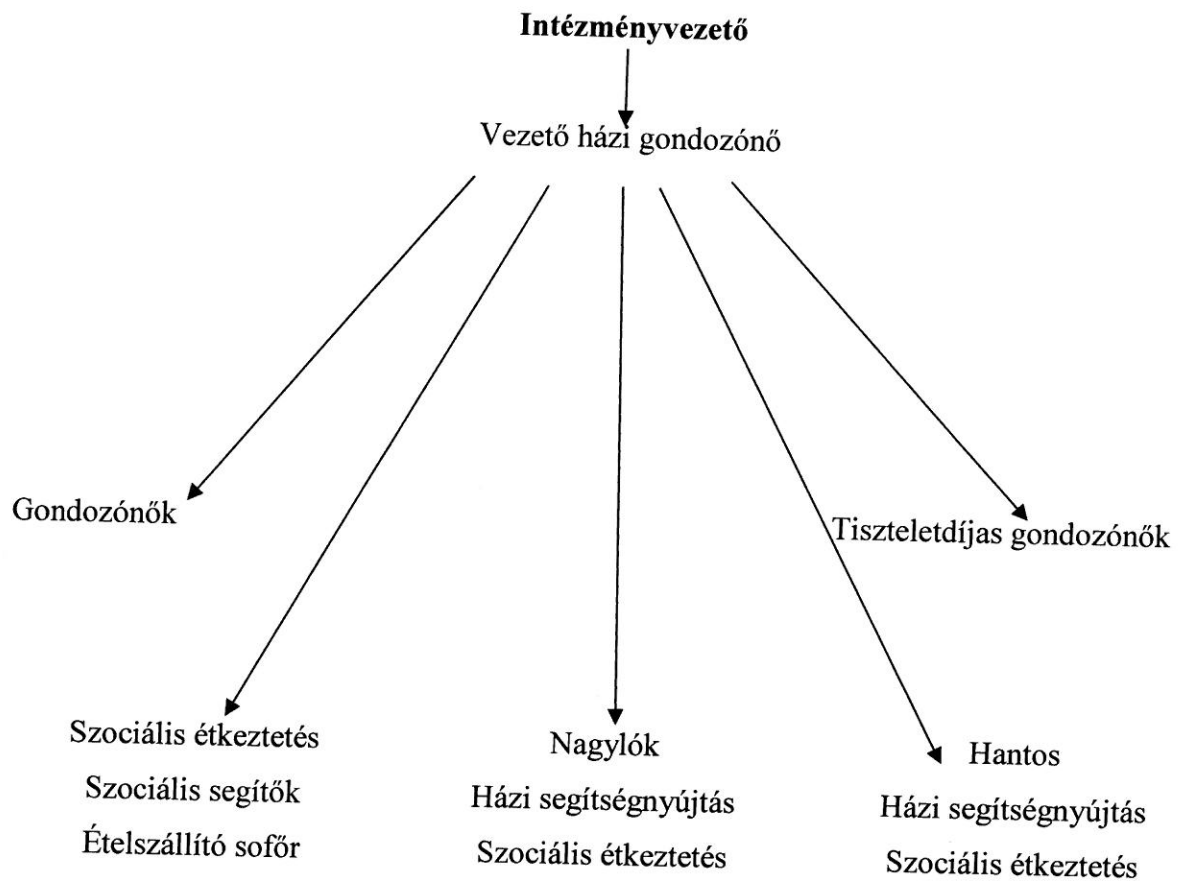 Intézményvezető
Vezető házi gondozónő
Gondozónők
Tiszteletdíjas gondozónők
Szociális étkeztetés
Szociális segítők
Ételszállító sofőr
Nagylók
Házi segítségnyújtás
Szociális étkeztetés
Hantos
Házi segítségnyújtás
Szociális étkeztetés